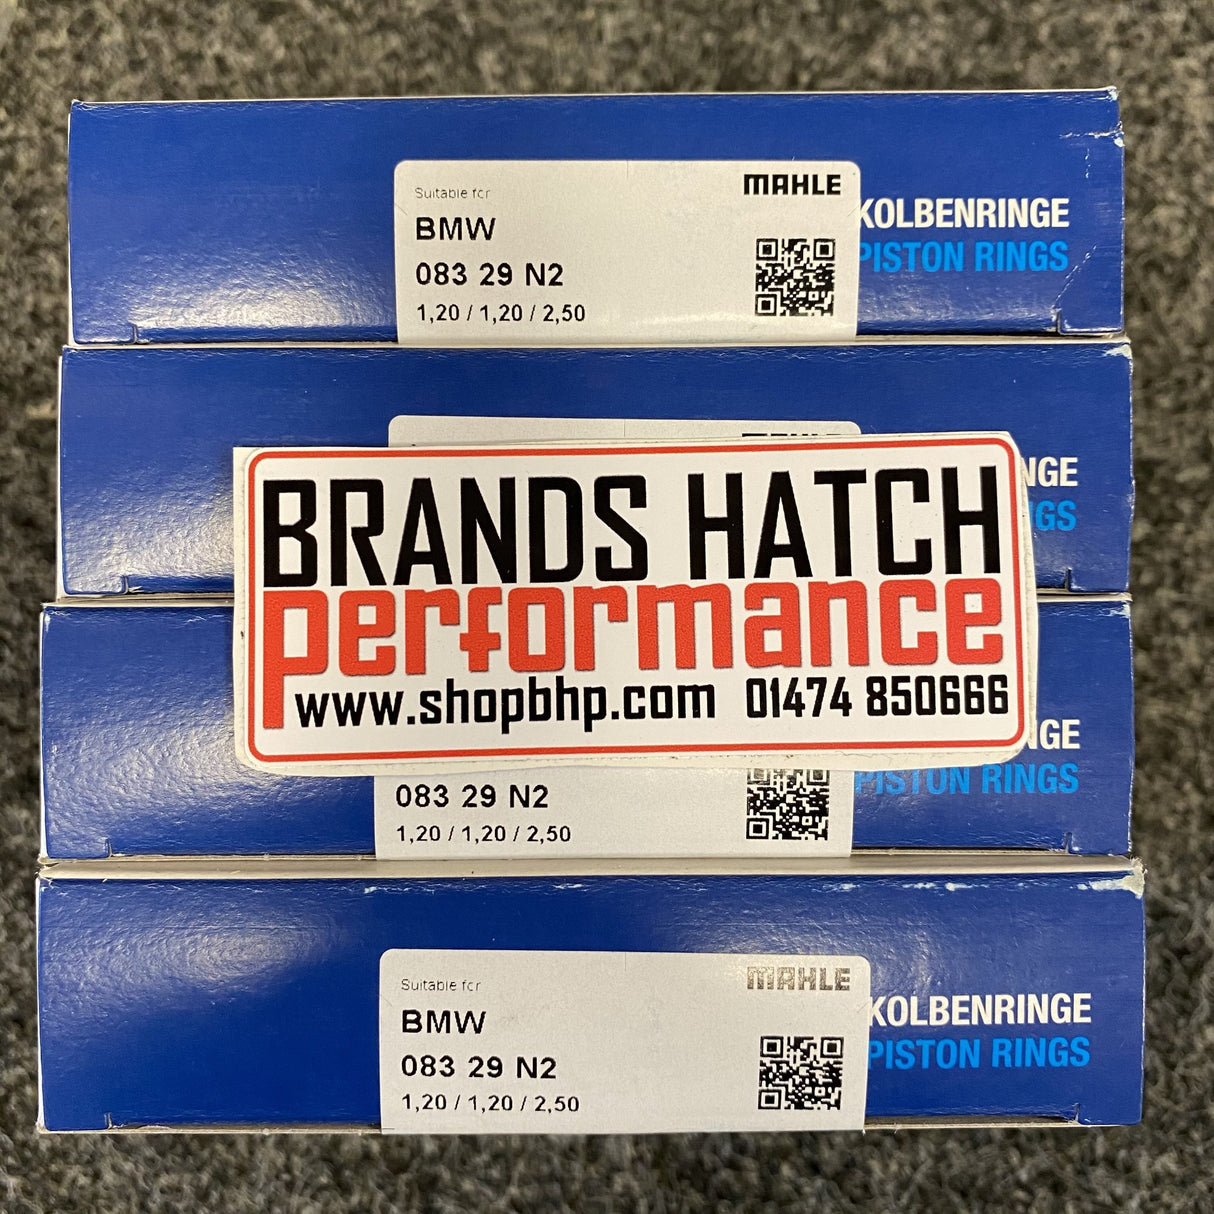 MAHLE
Suitable for
BMW
083 29 N2
1,20 / 1,20 / 2,50
KOLBENRINGE
PISTON RINGS
NGE
GS
BRANDS HATCH
performance
www.shopbhp.com 01474 850666
NGE
PISTON RINGS
083 29 N2
1,20 / 1,20 / 2,50
MAHLE
Suitable for
BMW
083 29 N2
1,20 / 1,20 / 2,50
KOLBENRINGE
PISTON RINGS